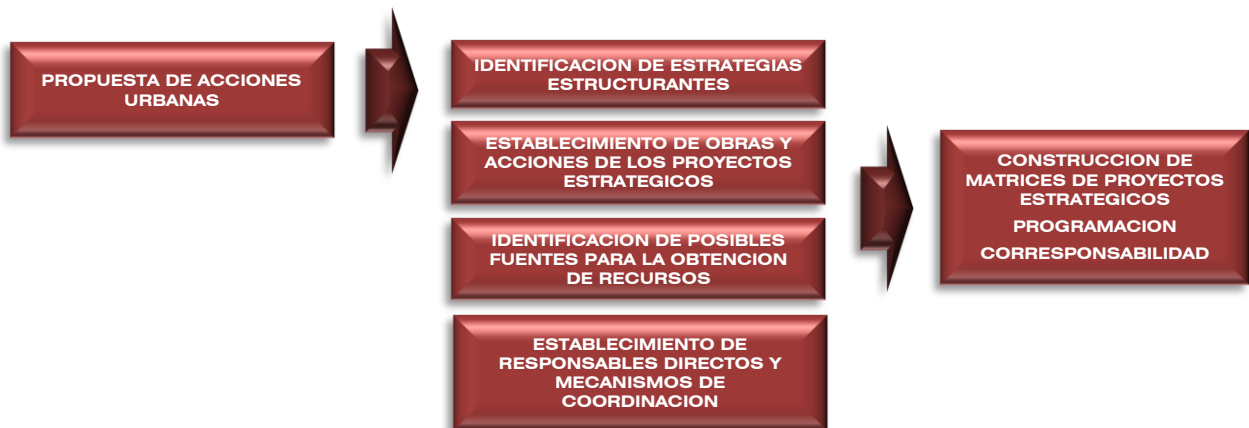 PROPUESTA DE ACCIONES
URBANAS
IDENTIFICACION DE ESTRATEGIAS
ESTRUCTURANTES
ESTABLECIMIENTO DE OBRAS Y
ACCIONES DE LOS PROYECTOS
ESTRATEGICOS
IDENTIFICACION DE POSIBLES
FUENTES PARA LA OBTENCION
DE RECURSOS
ESTABLECIMIENTO DE
RESPONSABLES DIRECTOS Y
MECANISMOS DE
COORDINACION
CONSTRUCCION DE
MATRICES DE PROYECTOS
ESTRATEGICOS
PROGRAMACION
CORRESPONSABILIDAD